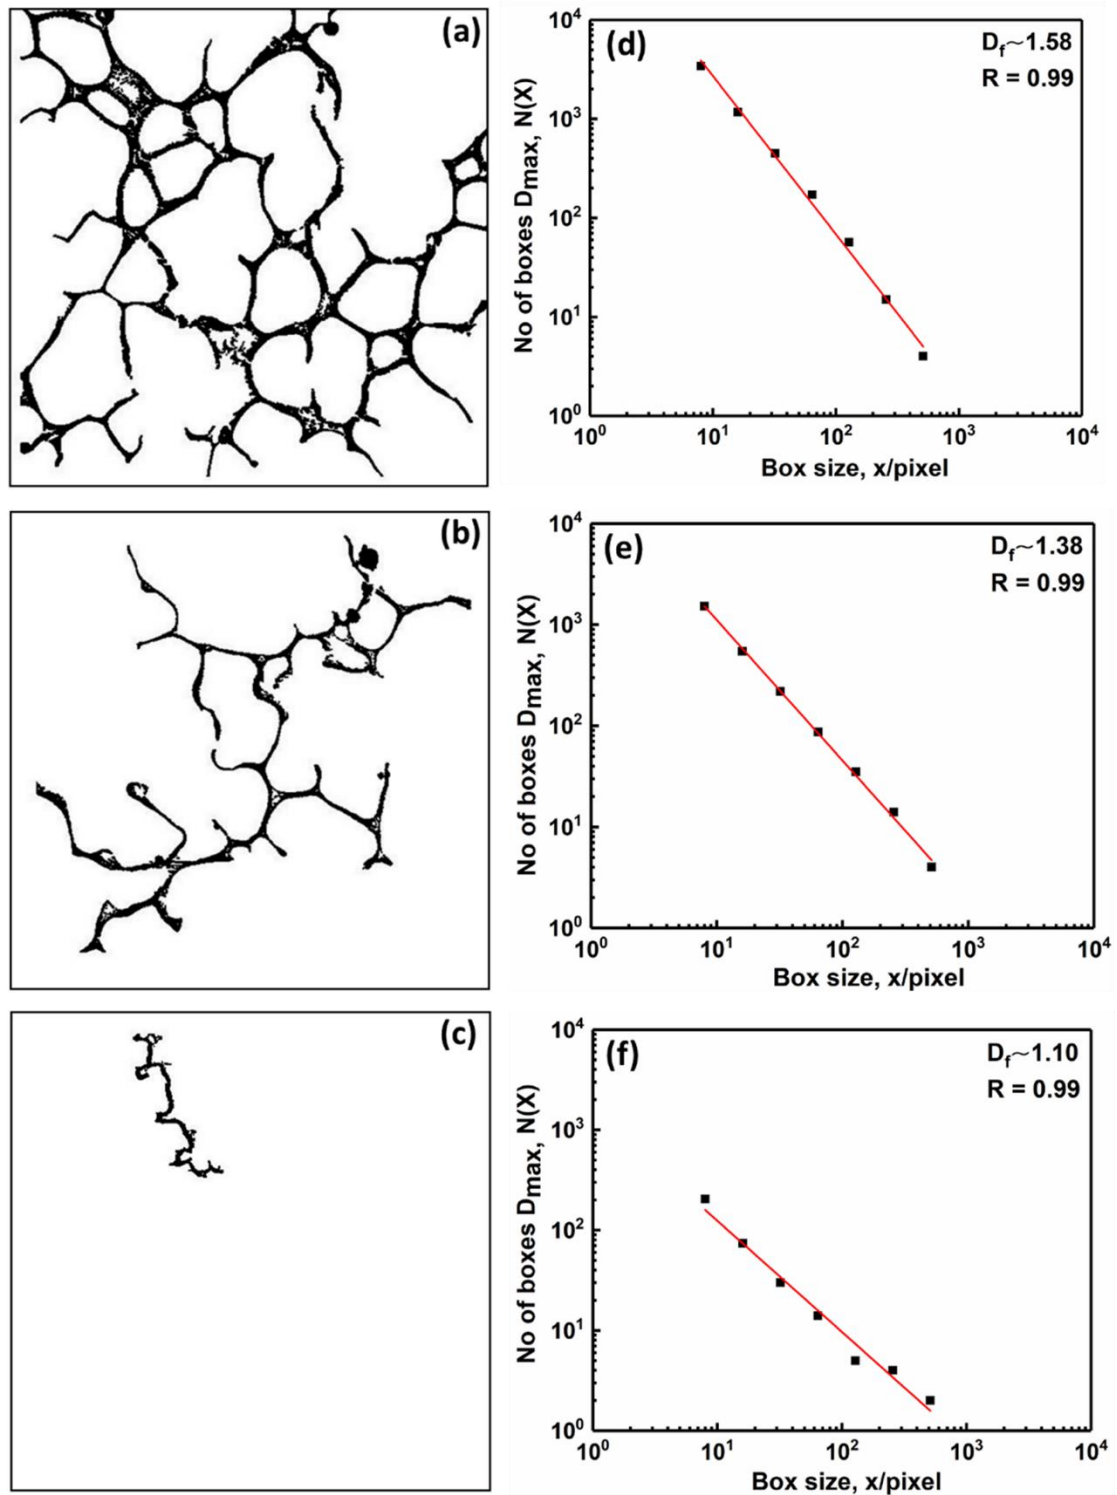 (a)
(d)
D_f~1.58
R = 0.99
No of boxes D_max, N(X)
10^4
10^3
10^2
10^1
10^0
10^0 10^1 10^2 10^3 10^4
Box size, x/pixel
(b)
(e)
D_f~1.38
R = 0.99
No of boxes D_max, N(X)
10^4
10^3
10^2
10^1
10^0
10^0 10^1 10^2 10^3 10^4
Box size, x/pixel
(c)
(f)
D_f~1.10
R = 0.99
No of boxes D_max, N(X)
10^4
10^3
10^2
10^1
10^0
10^0 10^1 10^2 10^3 10^4
Box size, x/pixel